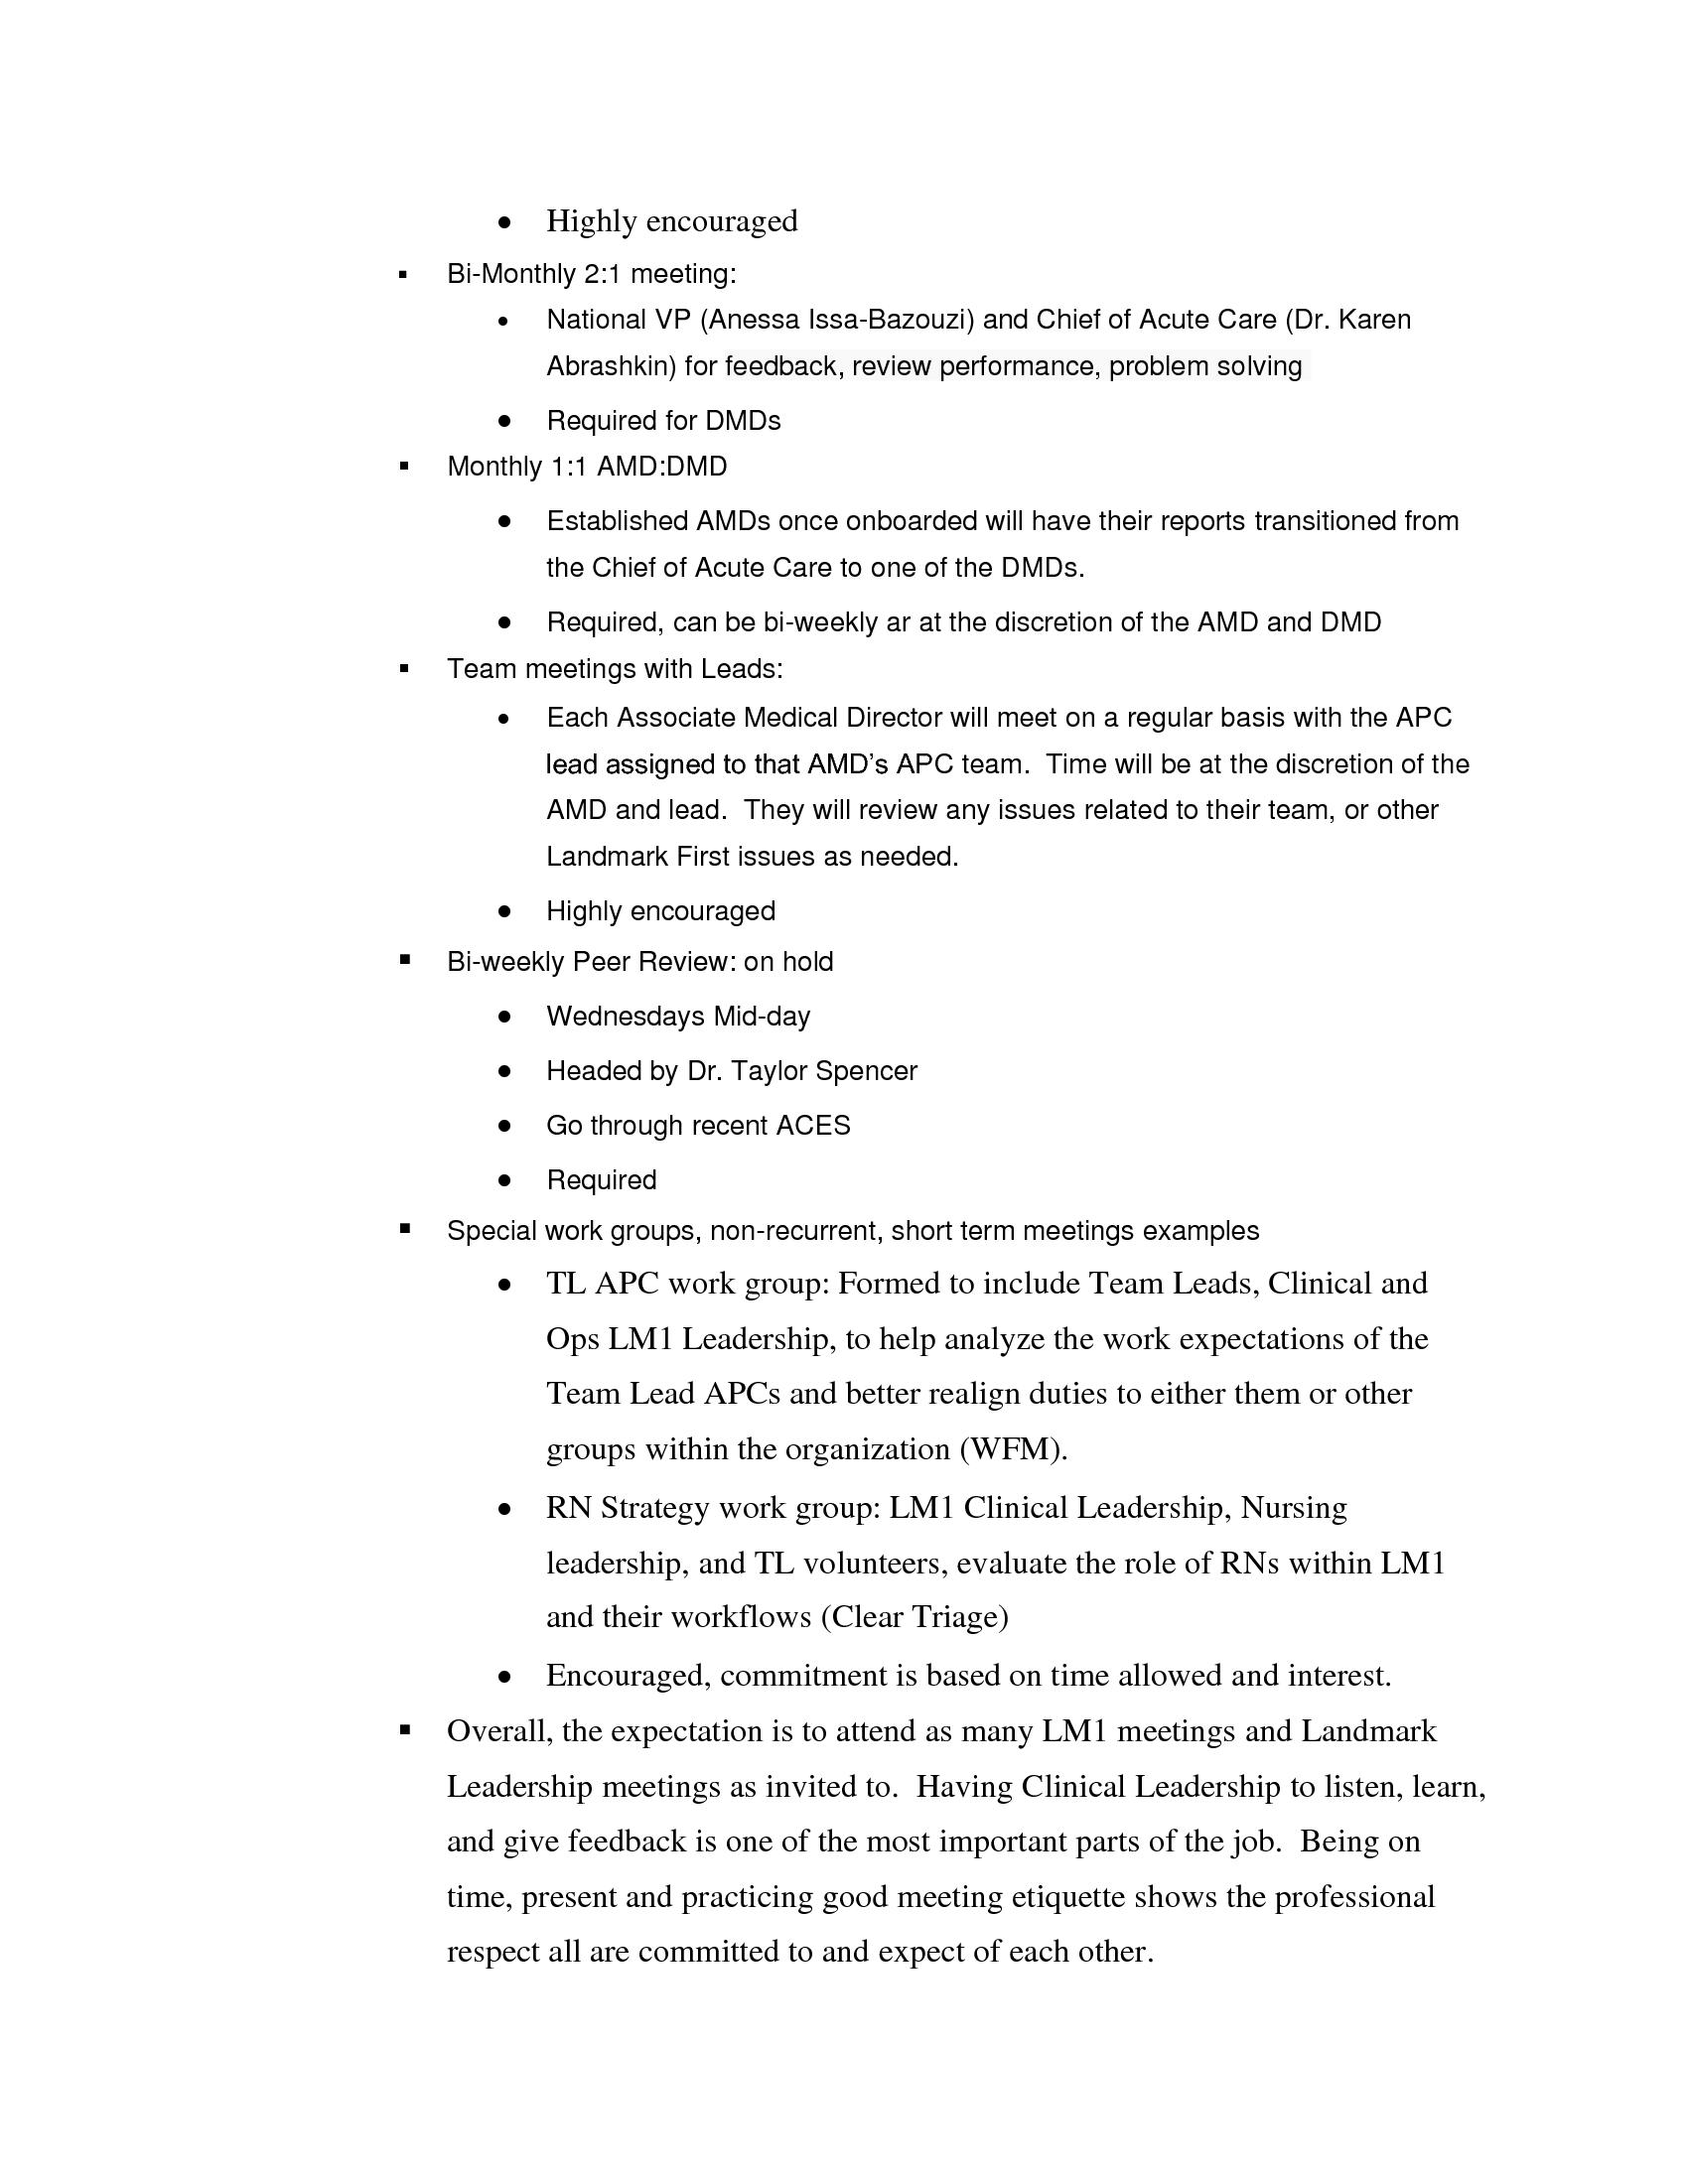 ● Highly encouraged
▪ Bi-Monthly 2:1 meeting:
● National VP (Anessa Issa-Bazouzi) and Chief of Acute Care (Dr. Karen
Abrashkin) for feedback, review performance, problem solving
● Required for DMDs
▪ Monthly 1:1 AMD:DMD
● Established AMDs once onboarded will have their reports transitioned from
the Chief of Acute Care to one of the DMDs.
● Required, can be bi-weekly ar at the discretion of the AMD and DMD
▪ Team meetings with Leads:
● Each Associate Medical Director will meet on a regular basis with the APC
lead assigned to that AMD’s APC team.  Time will be at the discretion of the
AMD and lead.  They will review any issues related to their team, or other
Landmark First issues as needed.
● Highly encouraged
▪ Bi-weekly Peer Review: on hold
● Wednesdays Mid-day
● Headed by Dr. Taylor Spencer
● Go through recent ACES
● Required
▪ Special work groups, non-recurrent, short term meetings examples
● TL APC work group: Formed to include Team Leads, Clinical and
Ops LM1 Leadership, to help analyze the work expectations of the
Team Lead APCs and better realign duties to either them or other
groups within the organization (WFM).
● RN Strategy work group: LM1 Clinical Leadership, Nursing
leadership, and TL volunteers, evaluate the role of RNs within LM1
and their workflows (Clear Triage)
● Encouraged, commitment is based on time allowed and interest.
▪ Overall, the expectation is to attend as many LM1 meetings and Landmark
Leadership meetings as invited to.  Having Clinical Leadership to listen, learn,
and give feedback is one of the most important parts of the job.  Being on
time, present and practicing good meeting etiquette shows the professional
respect all are committed to and expect of each other.